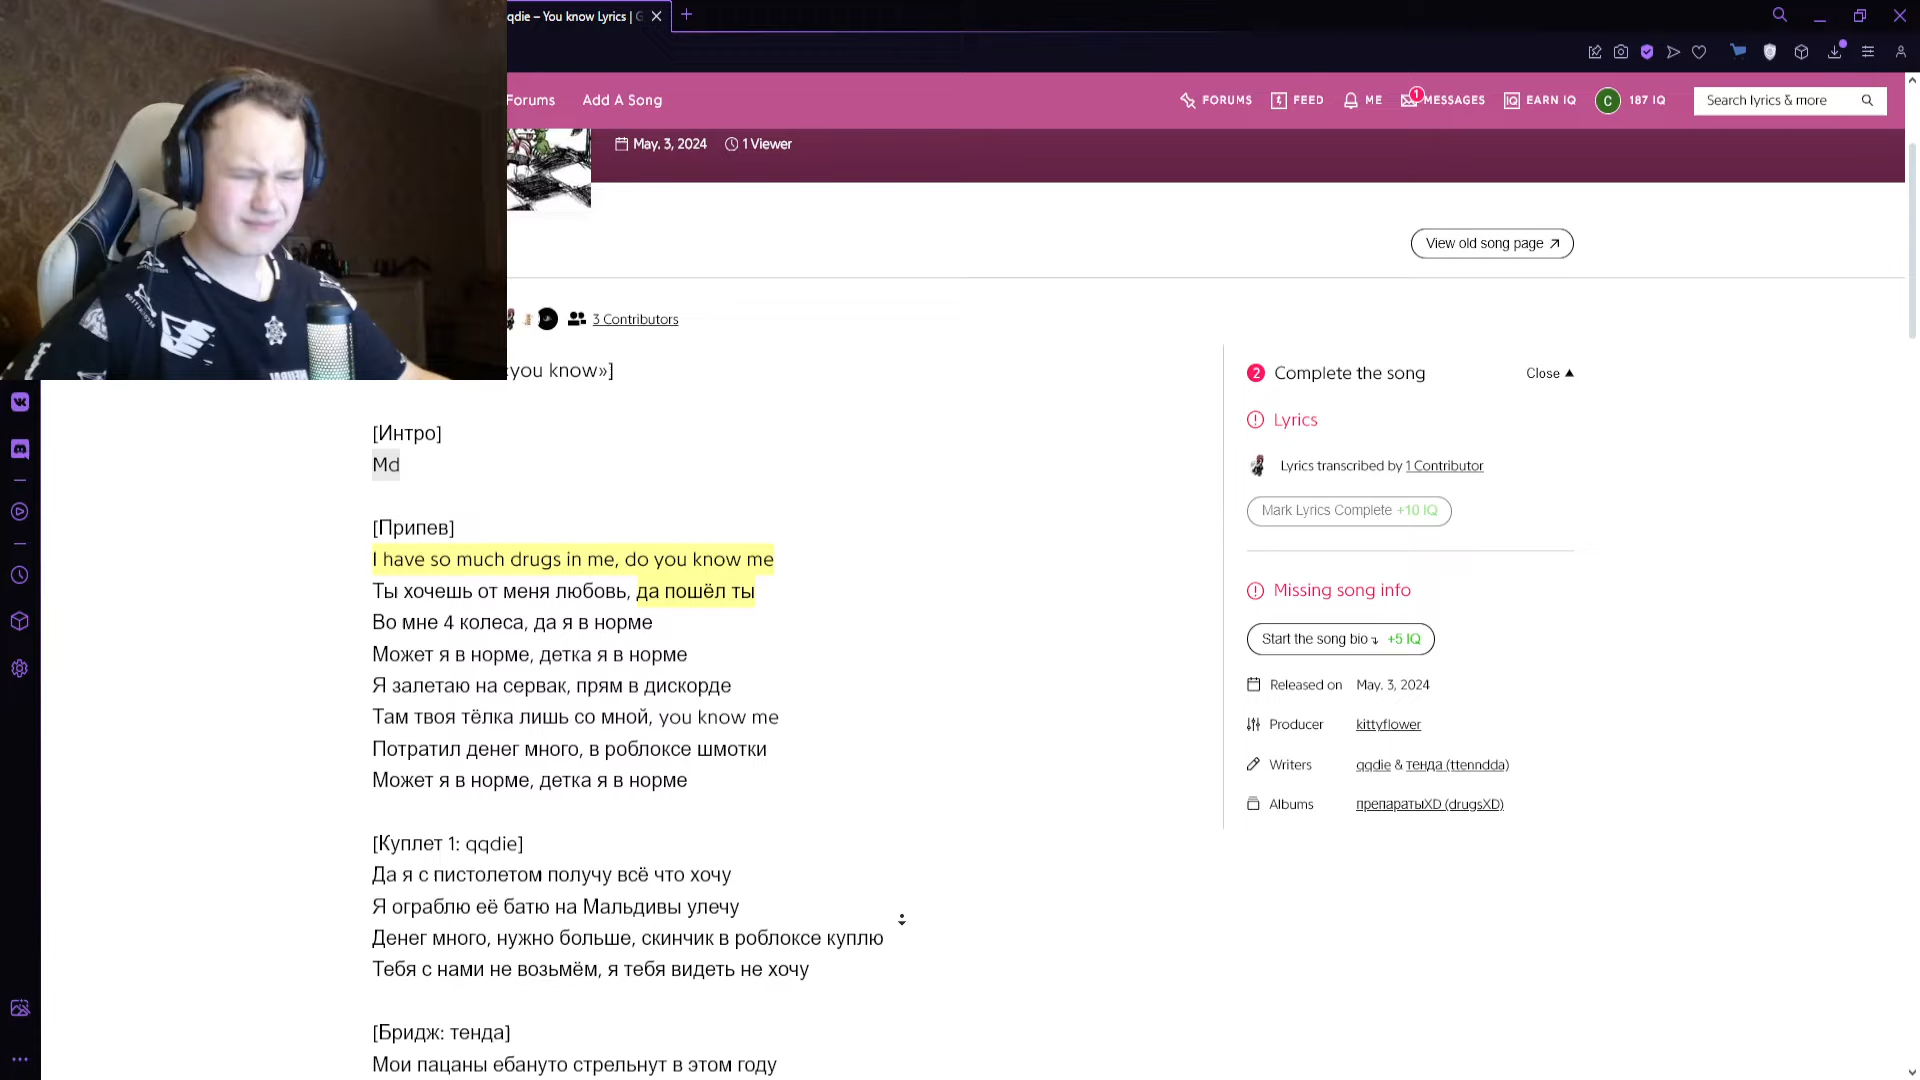 qdie – You know Lyrics | G
Forums
Add A Song
FORUMS
FEED
ME
1
MESSAGES
EARN IQ
C
187 IQ
Search lyrics & more
May. 3, 2024
1 Viewer
View old song page
3 Contributors
you know»]
[Интро]
Md
[Припев]
I have so much drugs in me, do you know me
Ты хочешь от меня любовь, да пошёл ты
Во мне 4 колеса, да я в норме
Может я в норме, детка я в норме
Я залетаю на сервак, прям в дискорде
Там твоя тёлка лишь со мной, you know me
Потратил денег много, в роблоксе шмотки
Может я в норме, детка я в норме
[Куплет 1: qqdie]
Да я с пистолетом получу всё что хочу
Я ограблю её батю на Мальдивы улечу
Денег много, нужно больше, скинчик в роблоксе куплю
Тебя с нами не возьмём, я тебя видеть не хочу
[Бридж: тенда]
Мои пацаны ебануто стрельнут в этом году
2 Complete the song
Close
Lyrics
Lyrics transcribed by 1 Contributor
Mark Lyrics Complete +10 IQ
Missing song info
Start the song bio +5 IQ
Released on May. 3, 2024
Producer kittyflower
Writers qqdie & тенда (ttenndda)
Albums препаратыXD (drugsXD)